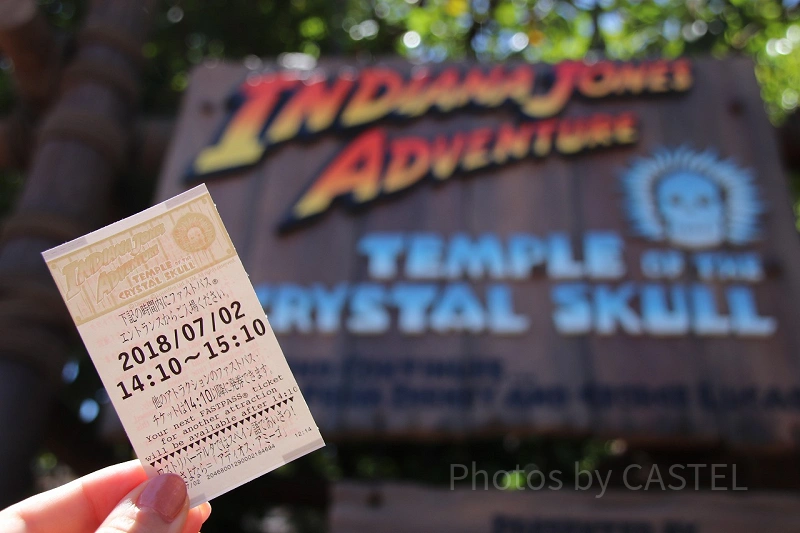 INDIANA JONES
ADVENTURE
TEMPLE OF THE
CRYSTAL SKULL
INDIANA JONES
ADVENTURE
TEMPLE OF THE
CRYSTAL SKULL
下記の時間内にファストパス®・
エントランスからご入場ください。
2018/07/02
14:10～15:10
他のアトラクションのファストパス・
チケットは14:10以降に発券できます。
Your next FASTPASS® ticket
for another attraction
will be available after 14:10
12:14
Photos by CASTEL